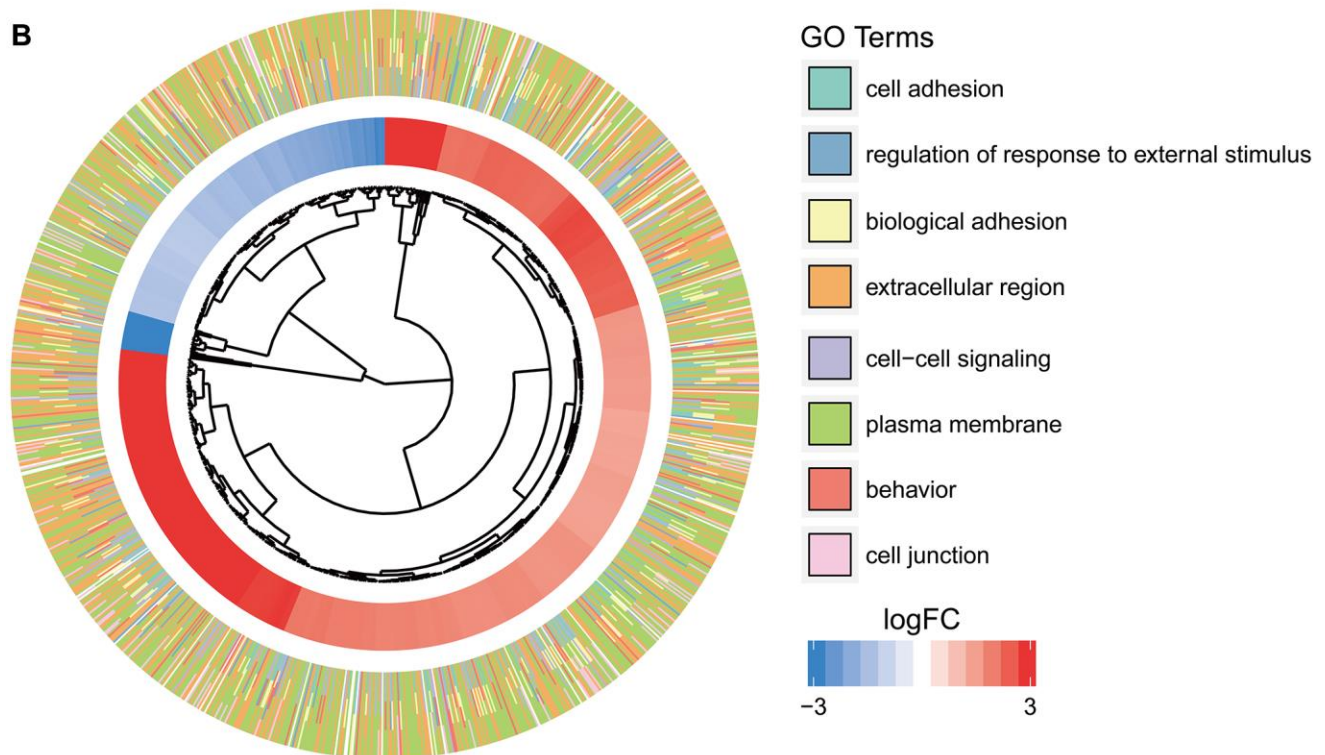 B
GO Terms
cell adhesion
regulation of response to external stimulus
biological adhesion
extracellular region
cell−cell signaling
plasma membrane
behavior
cell junction
logFC
−3 3